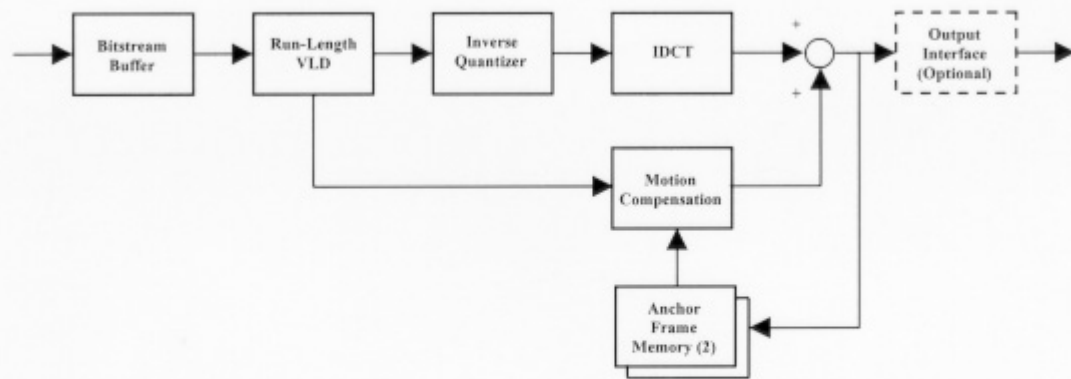 Bitstream
Buffer
Run-Length
VLD
Inverse
Quantizer
IDCT
+
+
Output
Interface
(Optional)
Motion
Compensation
Anchor
Frame
Memory (2)